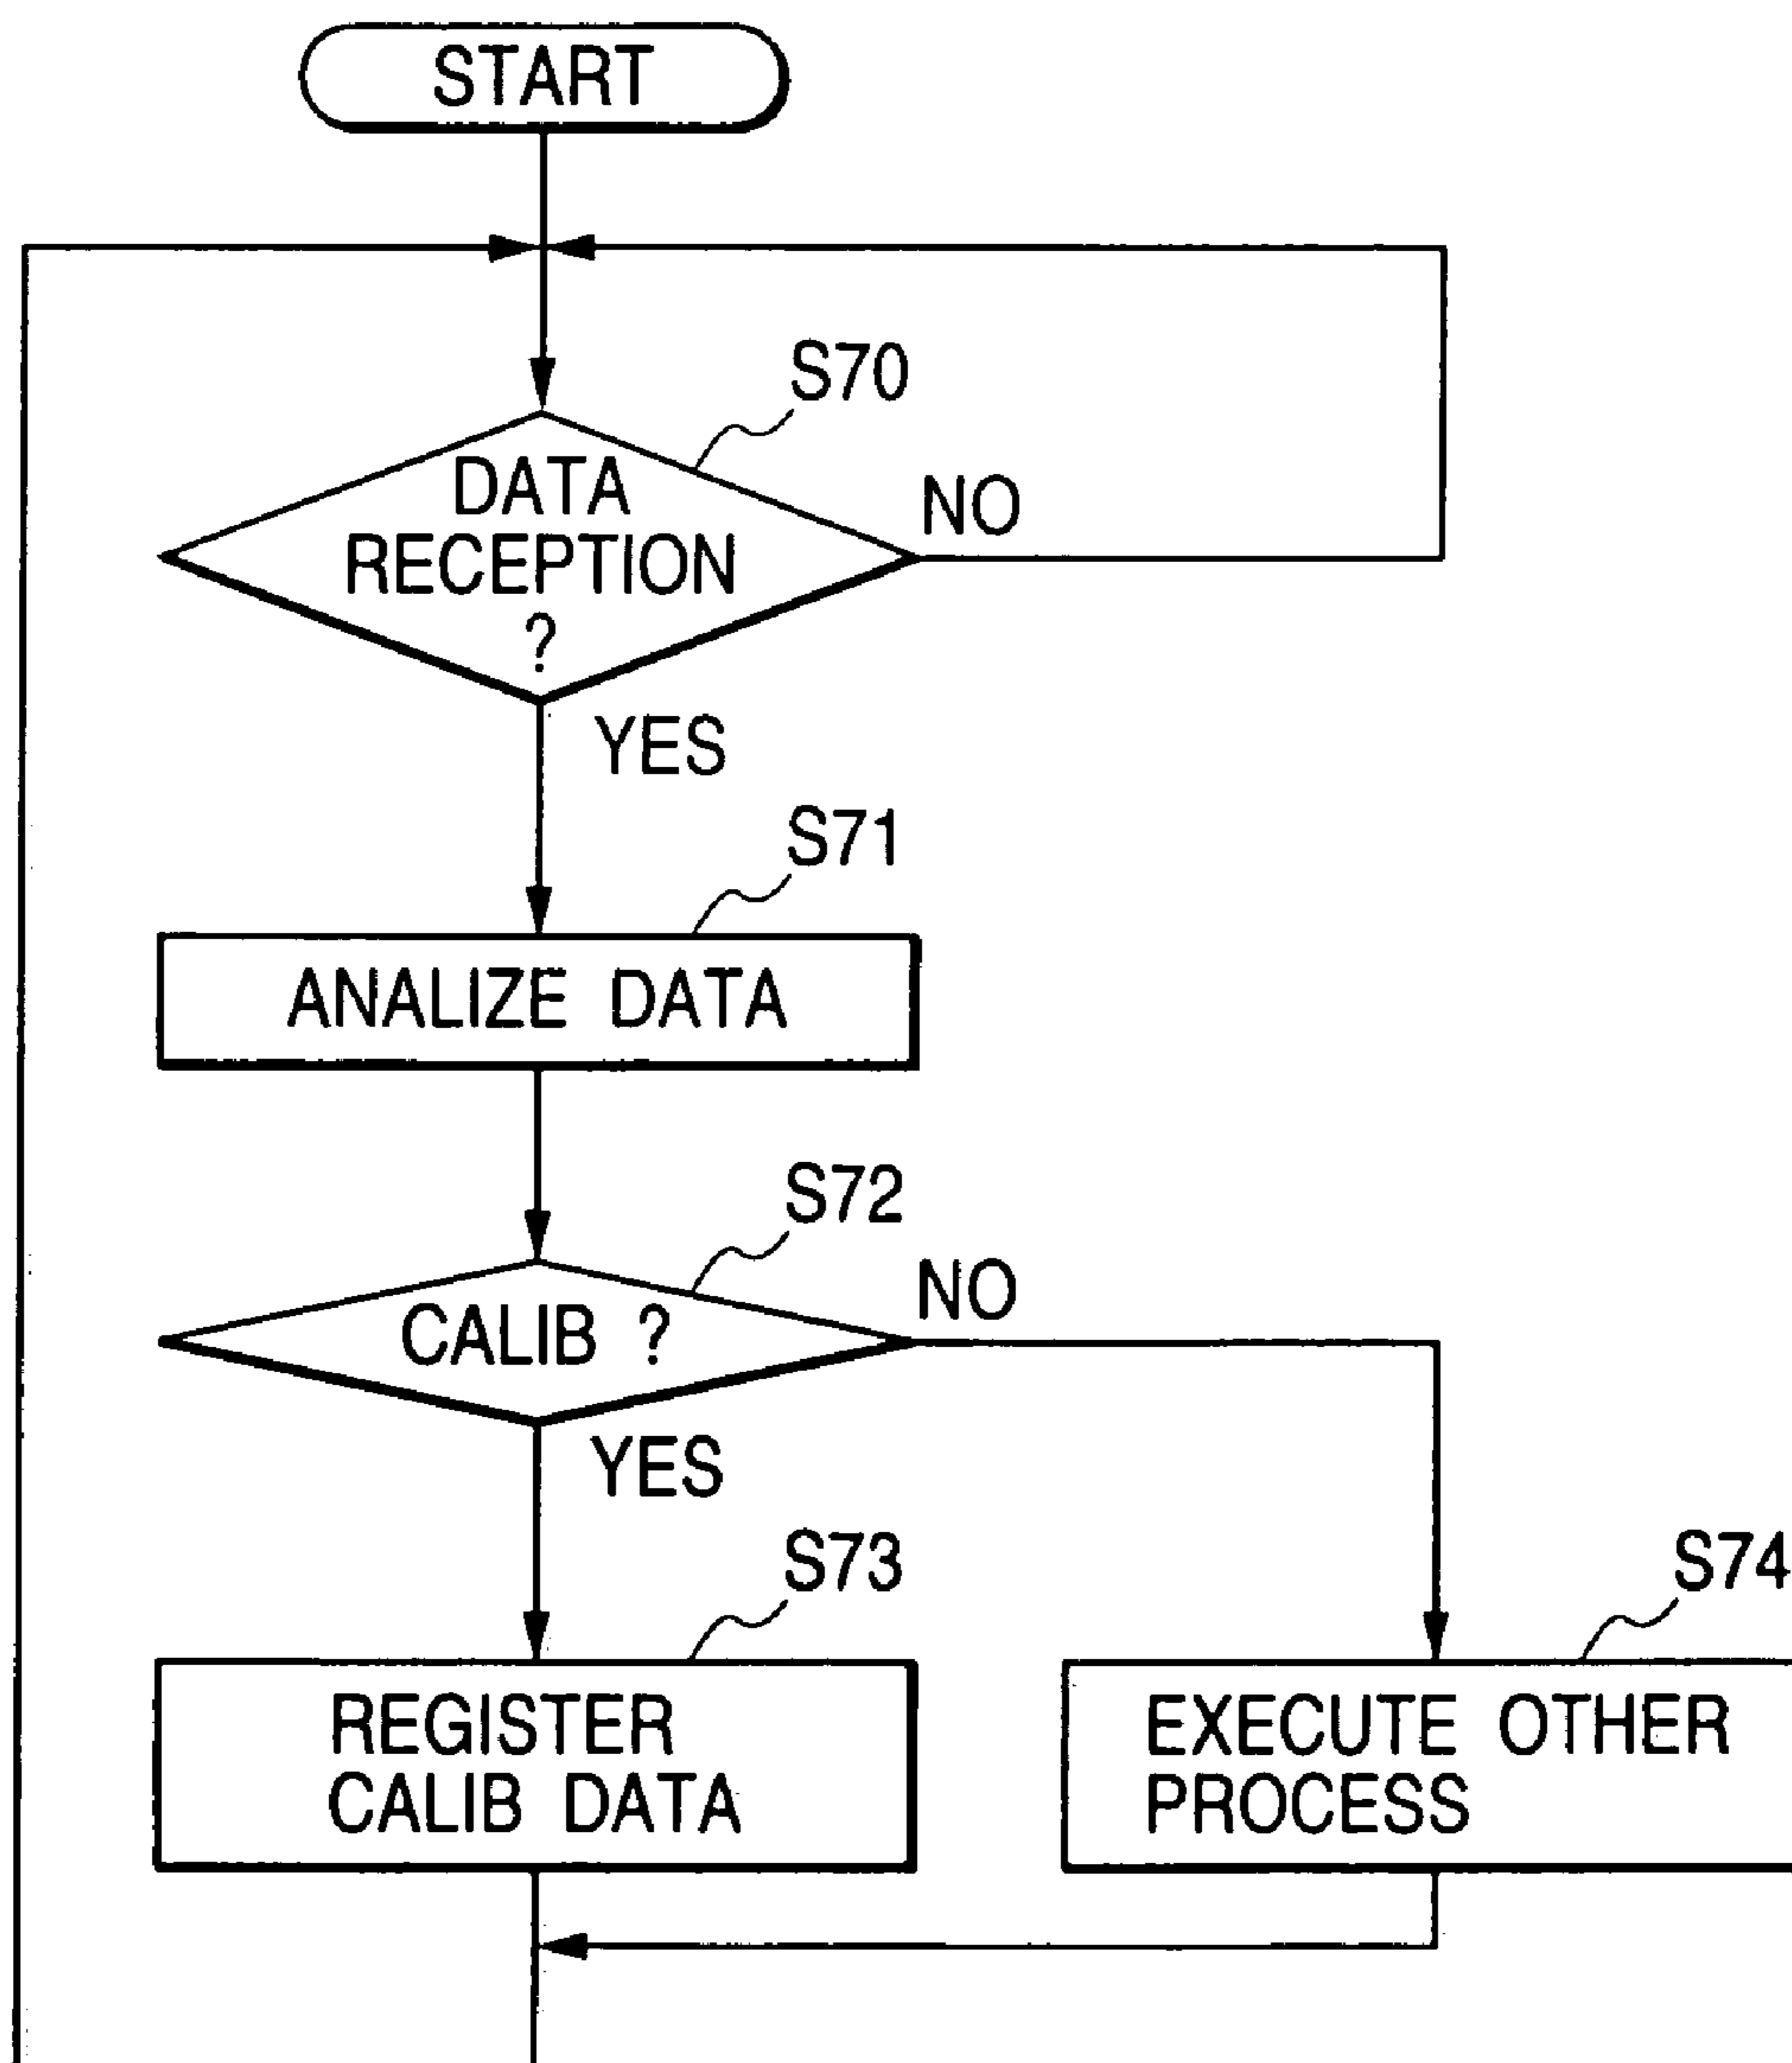 START
S70
DATA
RECEPTION
?
NO
YES
S71
ANALIZE DATA
S72
CALIB ?
NO
YES
S73
REGISTER
CALIB DATA
S74
EXECUTE OTHER
PROCESS